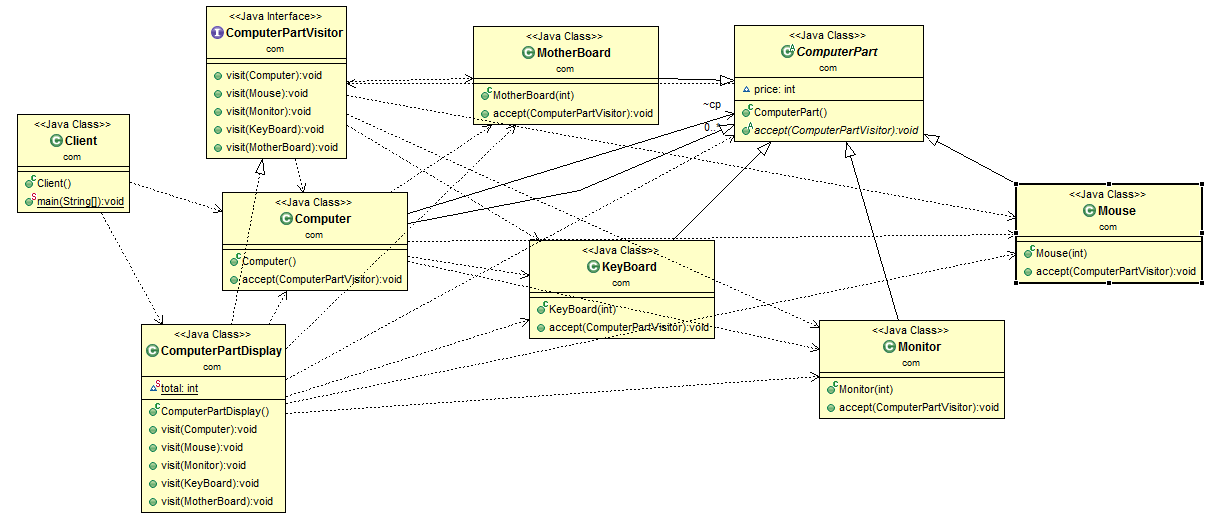 <<Java Interface>>
ComputerPartVisitor
com
visit(Computer):void
visit(Mouse):void
visit(Monitor):void
visit(KeyBoard):void
visit(MotherBoard):void
<<Java Class>>
MotherBoard
com
MotherBoard(int)
accept(ComputerPartVisitor):void
<<Java Class>>
ComputerPart
com
price: int
ComputerPart()
accept(ComputerPartVisitor):void
~cp
0..*
<<Java Class>>
Client
com
Client()
main(String[]):void
<<Java Class>>
Computer
com
Computer()
accept(ComputerPartVisitor):void
<<Java Class>>
Mouse
com
Mouse(int)
accept(ComputerPartVisitor):void
<<Java Class>>
KeyBoard
com
KeyBoard(int)
accept(ComputerPartVisitor):void
<<Java Class>>
Monitor
com
Monitor(int)
accept(ComputerPartVisitor):void
<<Java Class>>
ComputerPartDisplay
com
total: int
ComputerPartDisplay()
visit(Computer):void
visit(Mouse):void
visit(Monitor):void
visit(KeyBoard):void
visit(MotherBoard):void